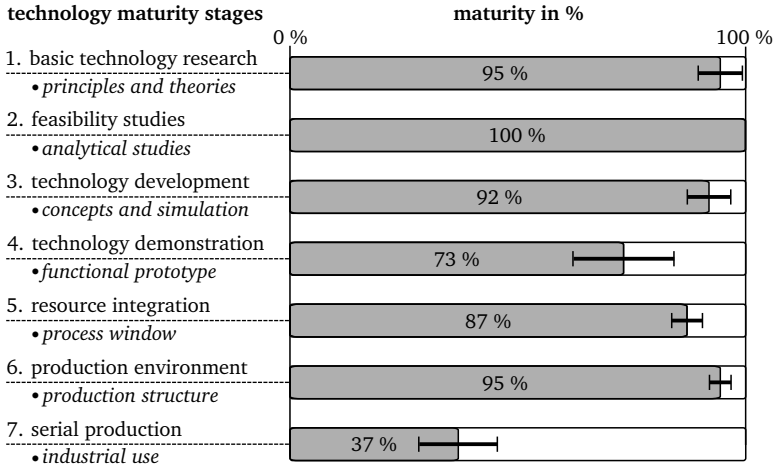 technology maturity stages
maturity in %
0 %
100 %
1. basic technology research
• principles and theories
95 %
2. feasibility studies
• analytical studies
100 %
3. technology development
• concepts and simulation
92 %
4. technology demonstration
• functional prototype
73 %
5. resource integration
• process window
87 %
6. production environment
• production structure
95 %
7. serial production
• industrial use
37 %